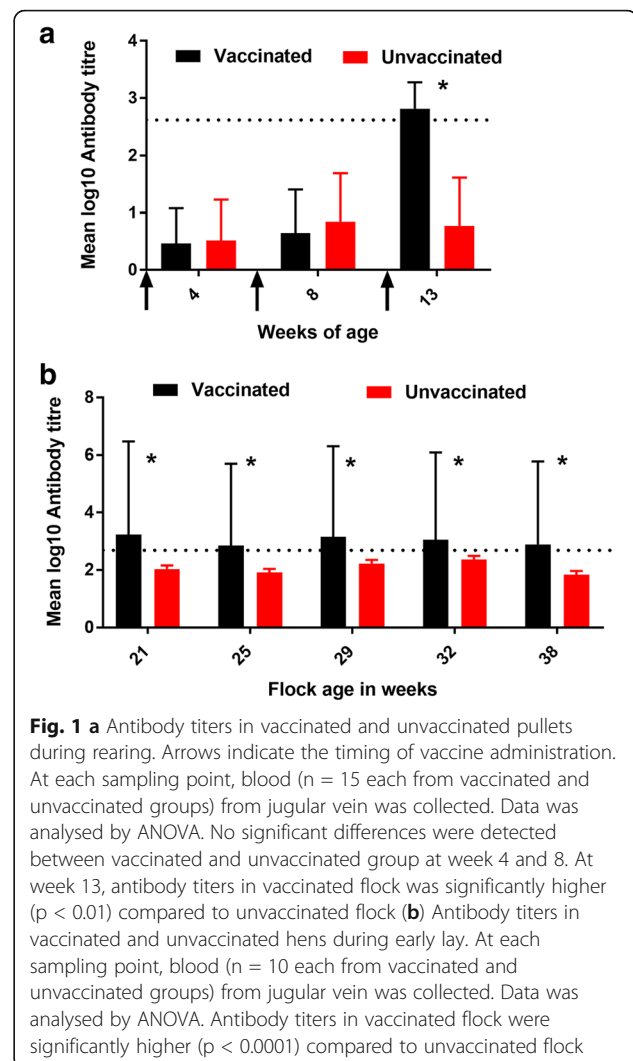 a
Vaccinated Unvaccinated
Mean log10 Antibody titre
4
3
2
1
0
*
4 8 13
Weeks of age
b
Vaccinated Unvaccinated
Mean log10 Antibody titre
8
6
4
2
0
* * * * *
21 25 29 32 38
Flock age in weeks
Fig. 1 a Antibody titers in vaccinated and unvaccinated pullets
during rearing. Arrows indicate the timing of vaccine administration.
At each sampling point, blood (n = 15 each from vaccinated and
unvaccinated groups) from jugular vein was collected. Data was
analysed by ANOVA. No significant differences were detected
between vaccinated and unvaccinated group at week 4 and 8. At
week 13, antibody titers in vaccinated flock was significantly higher
(p < 0.01) compared to unvaccinated flock (b) Antibody titers in
vaccinated and unvaccinated hens during early lay. At each
sampling point, blood (n = 10 each from vaccinated and
unvaccinated groups) from jugular vein was collected. Data was
analysed by ANOVA. Antibody titers in vaccinated flock were
significantly higher (p < 0.0001) compared to unvaccinated flock